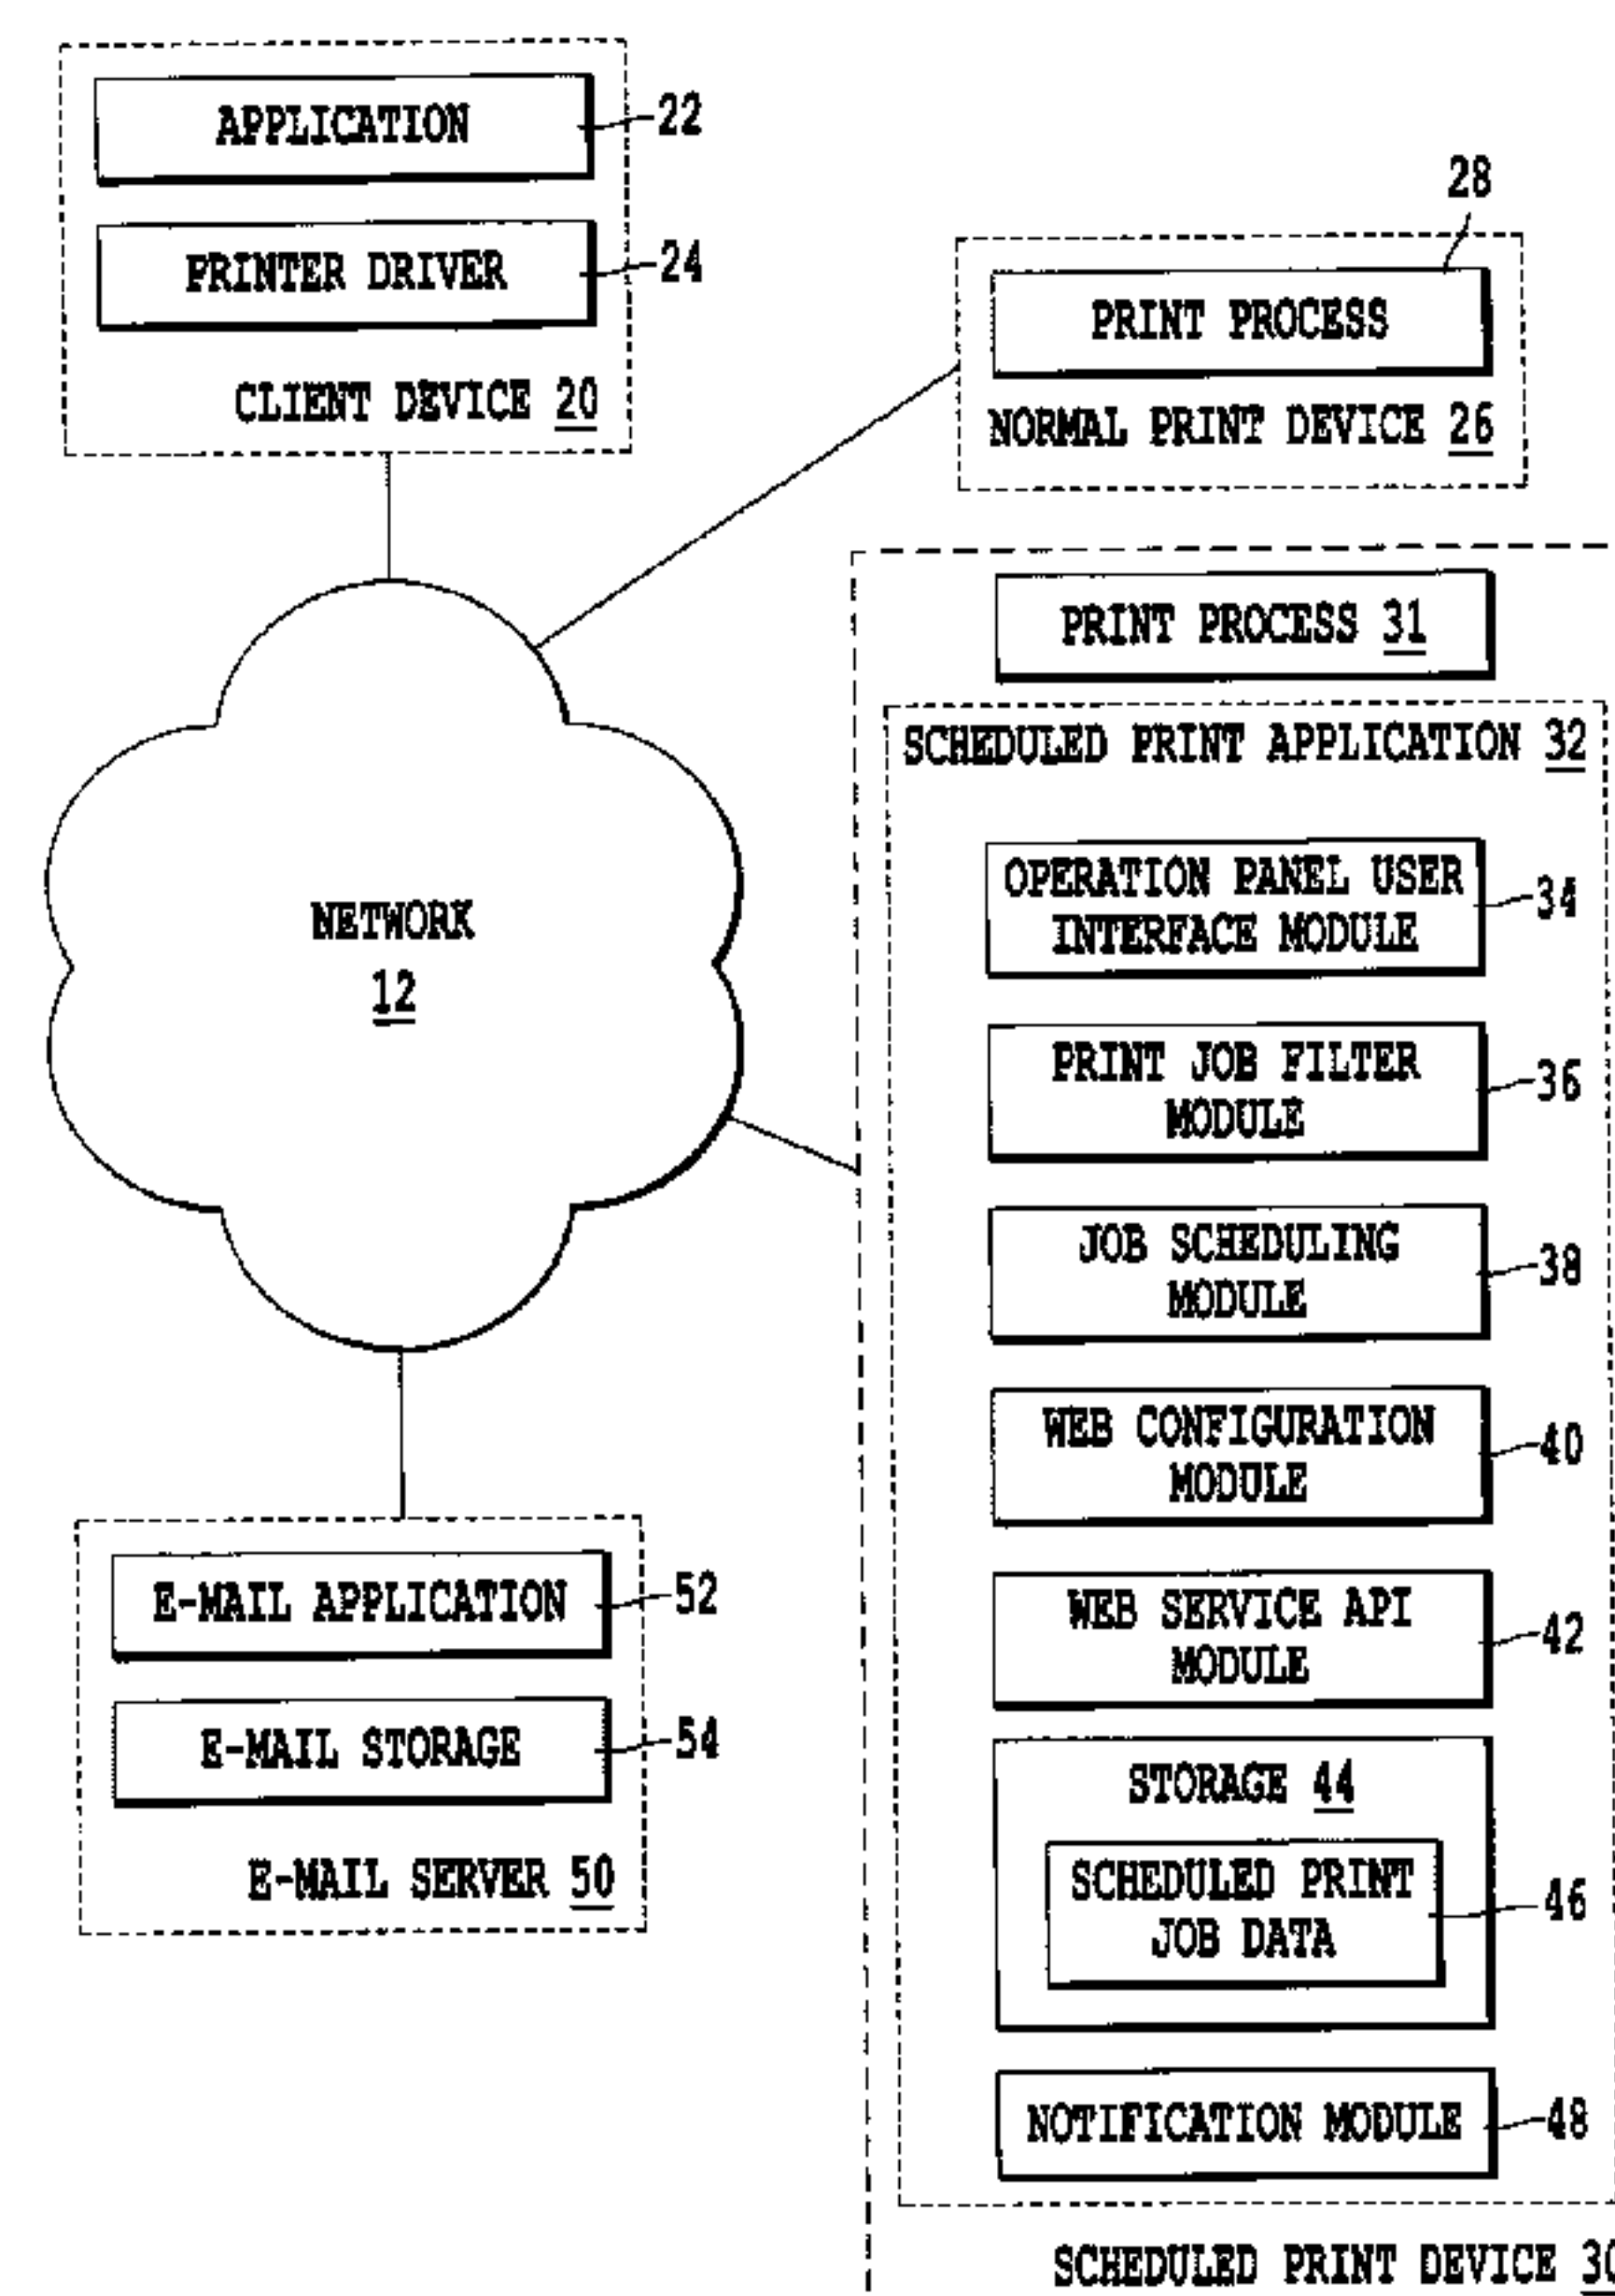 APPLICATION
22
PRINTER DRIVER
24
CLIENT DEVICE 20
28
PRINT PROCESS
NORMAL PRINT DEVICE 26
NETWORK
12
PRINT PROCESS 31
SCHEDULED PRINT APPLICATION 32
OPERATION PANEL USER
INTERFACE MODULE
34
PRINT JOB FILTER
MODULE
36
JOB SCHEDULING
MODULE
38
WEB CONFIGURATION
MODULE
40
WEB SERVICE API
MODULE
42
STORAGE 44
SCHEDULED PRINT
JOB DATA
46
NOTIFICATION MODULE
48
SCHEDULED PRINT DEVICE 30
E-MAIL APPLICATION
52
E-MAIL STORAGE
54
E-MAIL SERVER 50